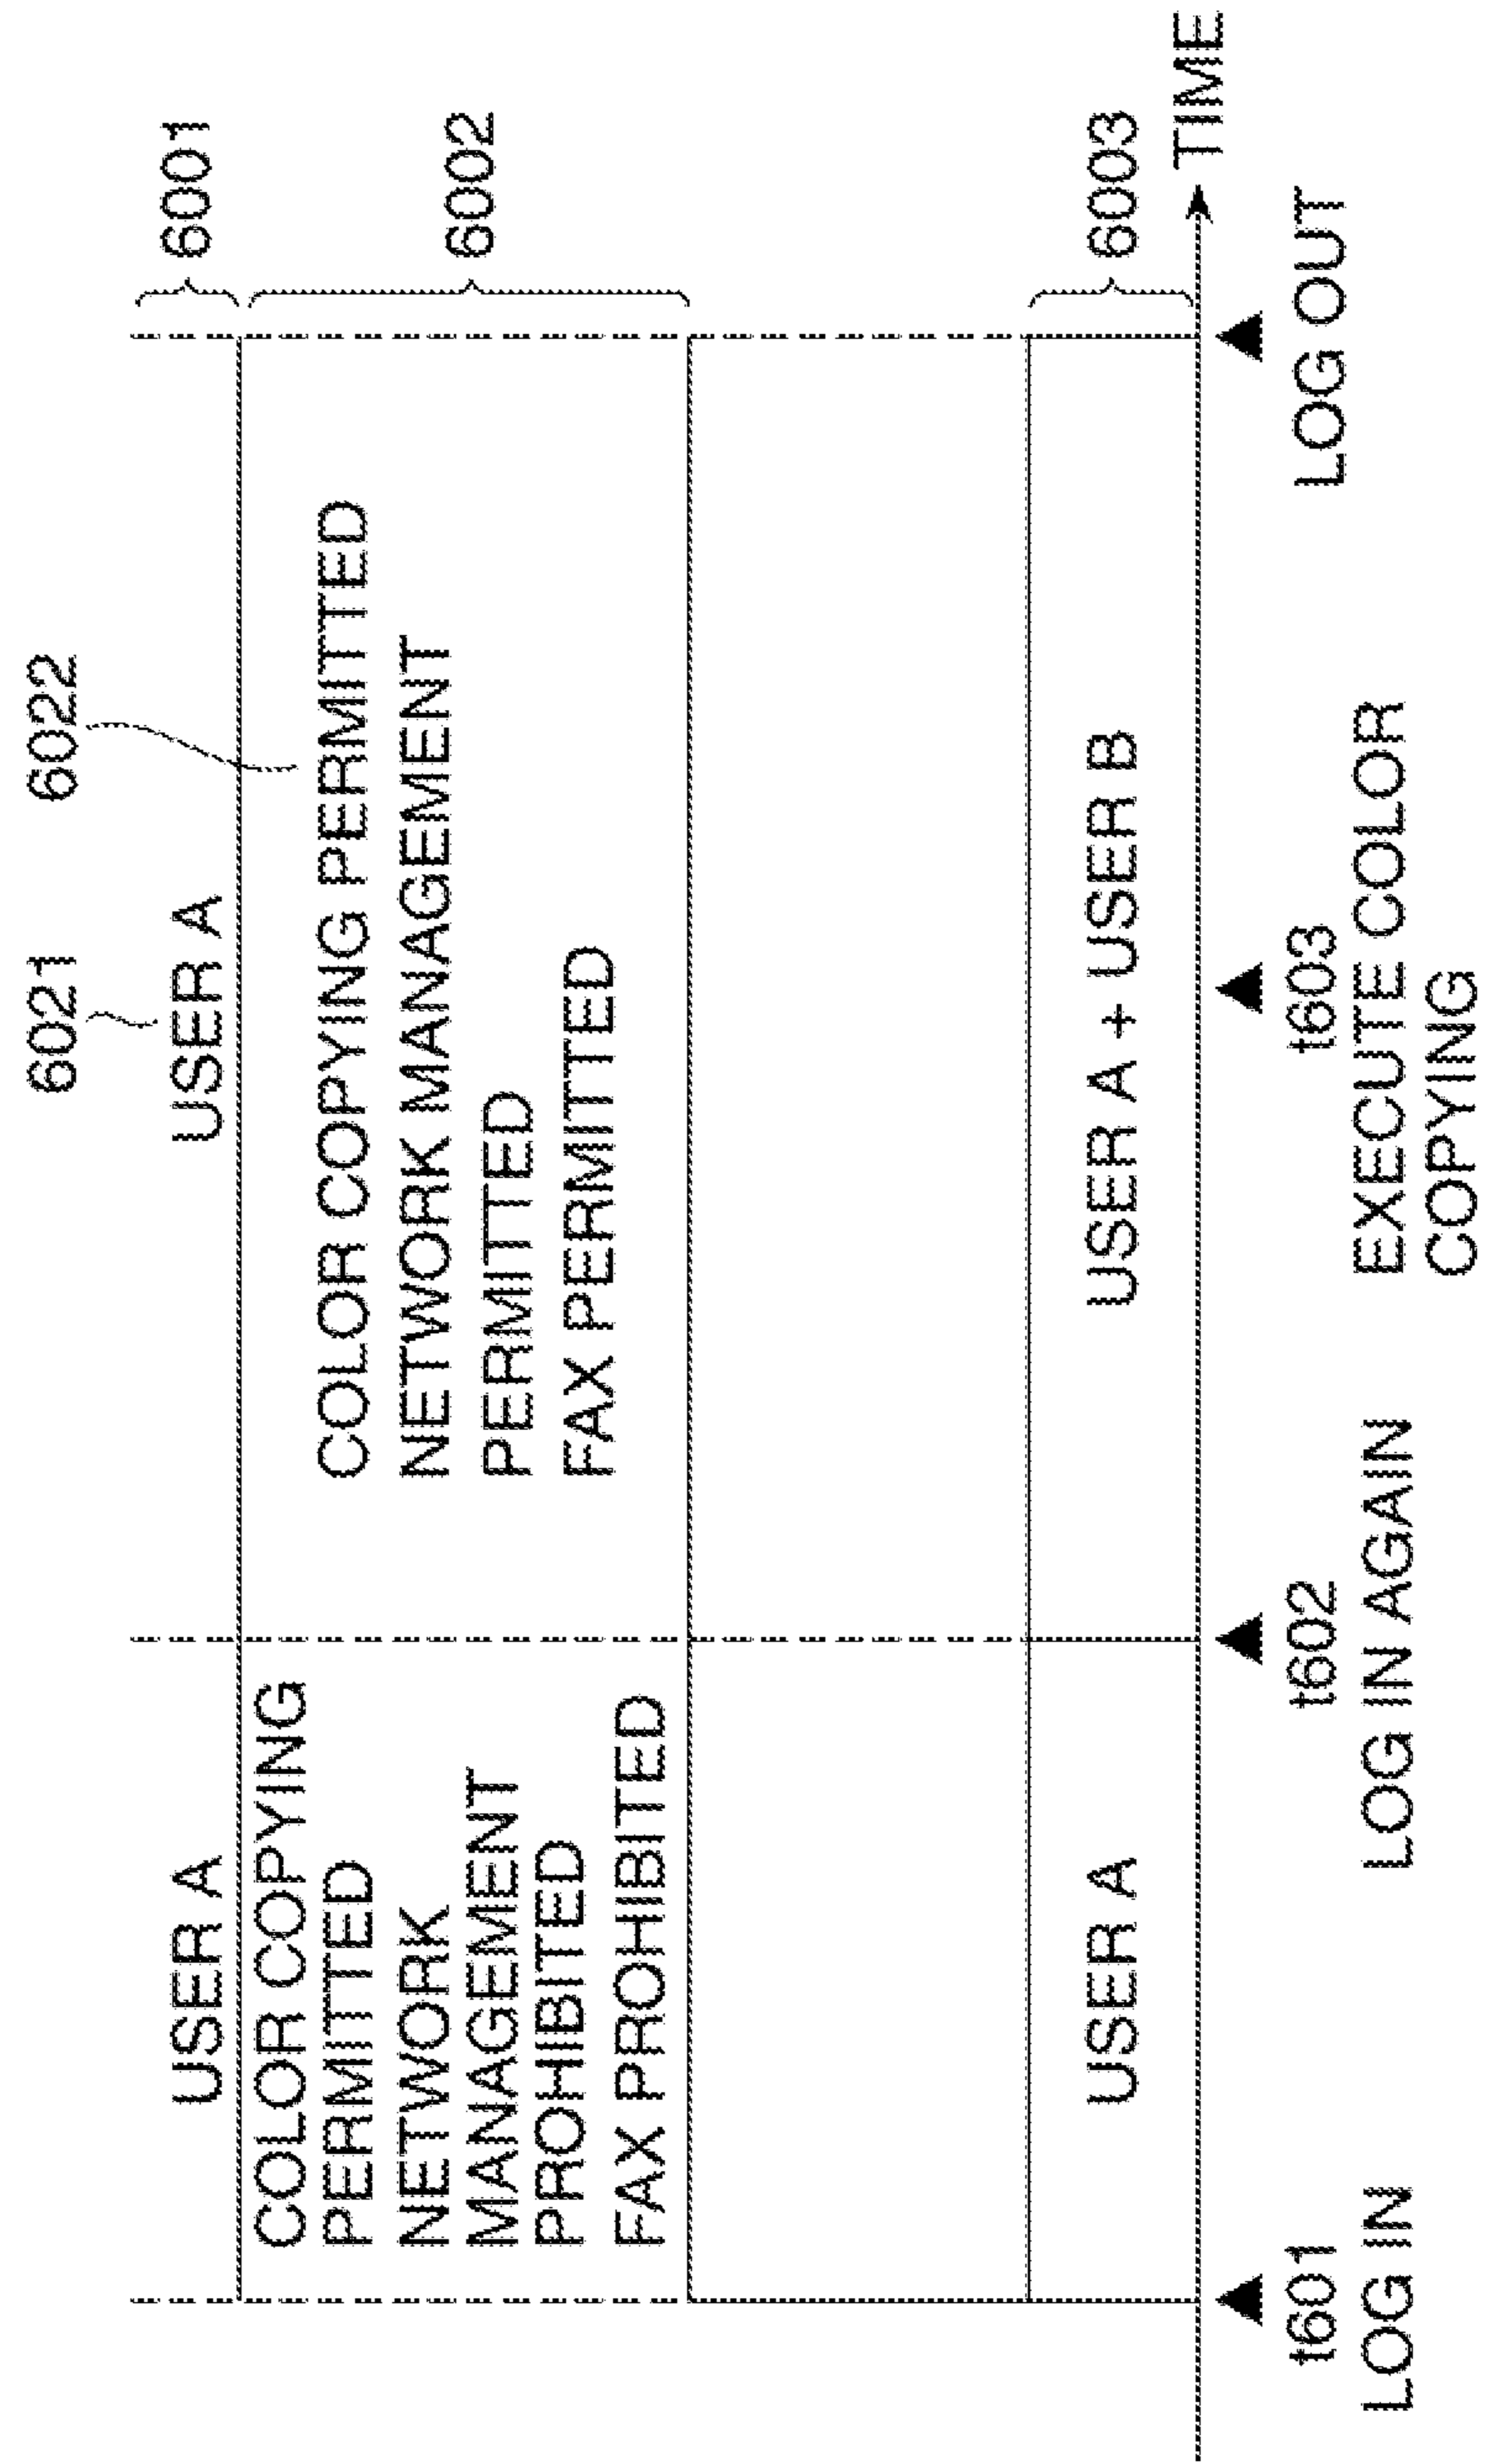 6021
6022
USER A
USER A
6001
COLOR COPYING
PERMITTED
NETWORK
MANAGEMENT
PROHIBITED
FAX PROHIBITED
COLOR COPYING PERMITTED
NETWORK MANAGEMENT
PERMITTED
FAX PERMITTED
6002
USER A
USER A + USER B
6003
TIME
t601
LOG IN
t602
LOG IN AGAIN
t603
EXECUTE COLOR
COPYING
LOG OUT